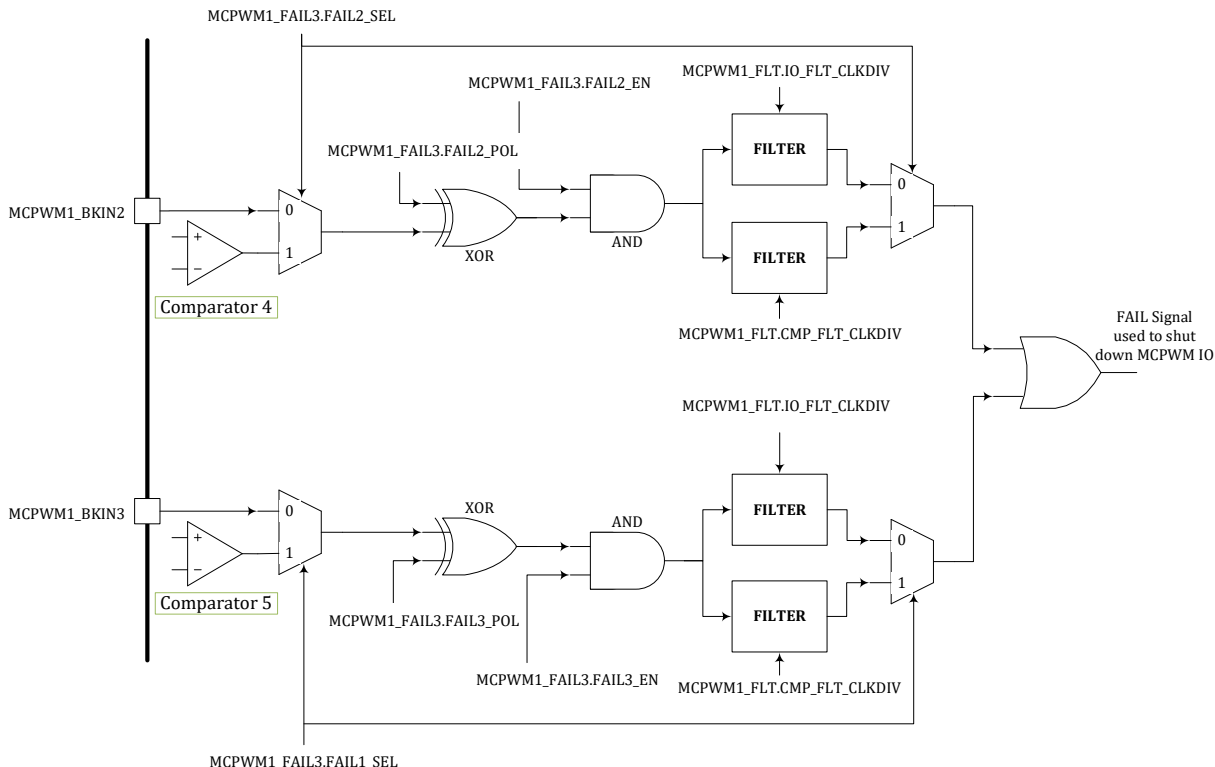 MCPWM1_FAIL3.FAIL2_SEL
MCPWM1_FLT.IO_FLT_CLKDIV
MCPWM1_FAIL3.FAIL2_EN
MCPWM1_FAIL3.FAIL2_POL
FILTER
0
MCPWM1_BKIN2
0
1
+
−
1
XOR
AND
FILTER
Comparator 4
MCPWM1_FLT.CMP_FLT_CLKDIV
FAIL Signal
used to shut
down MCPWM IO
MCPWM1_FLT.IO_FLT_CLKDIV
MCPWM1_BKIN3
0
1
+
−
XOR
AND
FILTER
0
1
Comparator 5
MCPWM1_FAIL3.FAIL3_POL
FILTER
MCPWM1_FAIL3.FAIL3_EN
MCPWM1_FLT.CMP_FLT_CLKDIV
MCPWM1_FAIL3.FAIL1_SEL